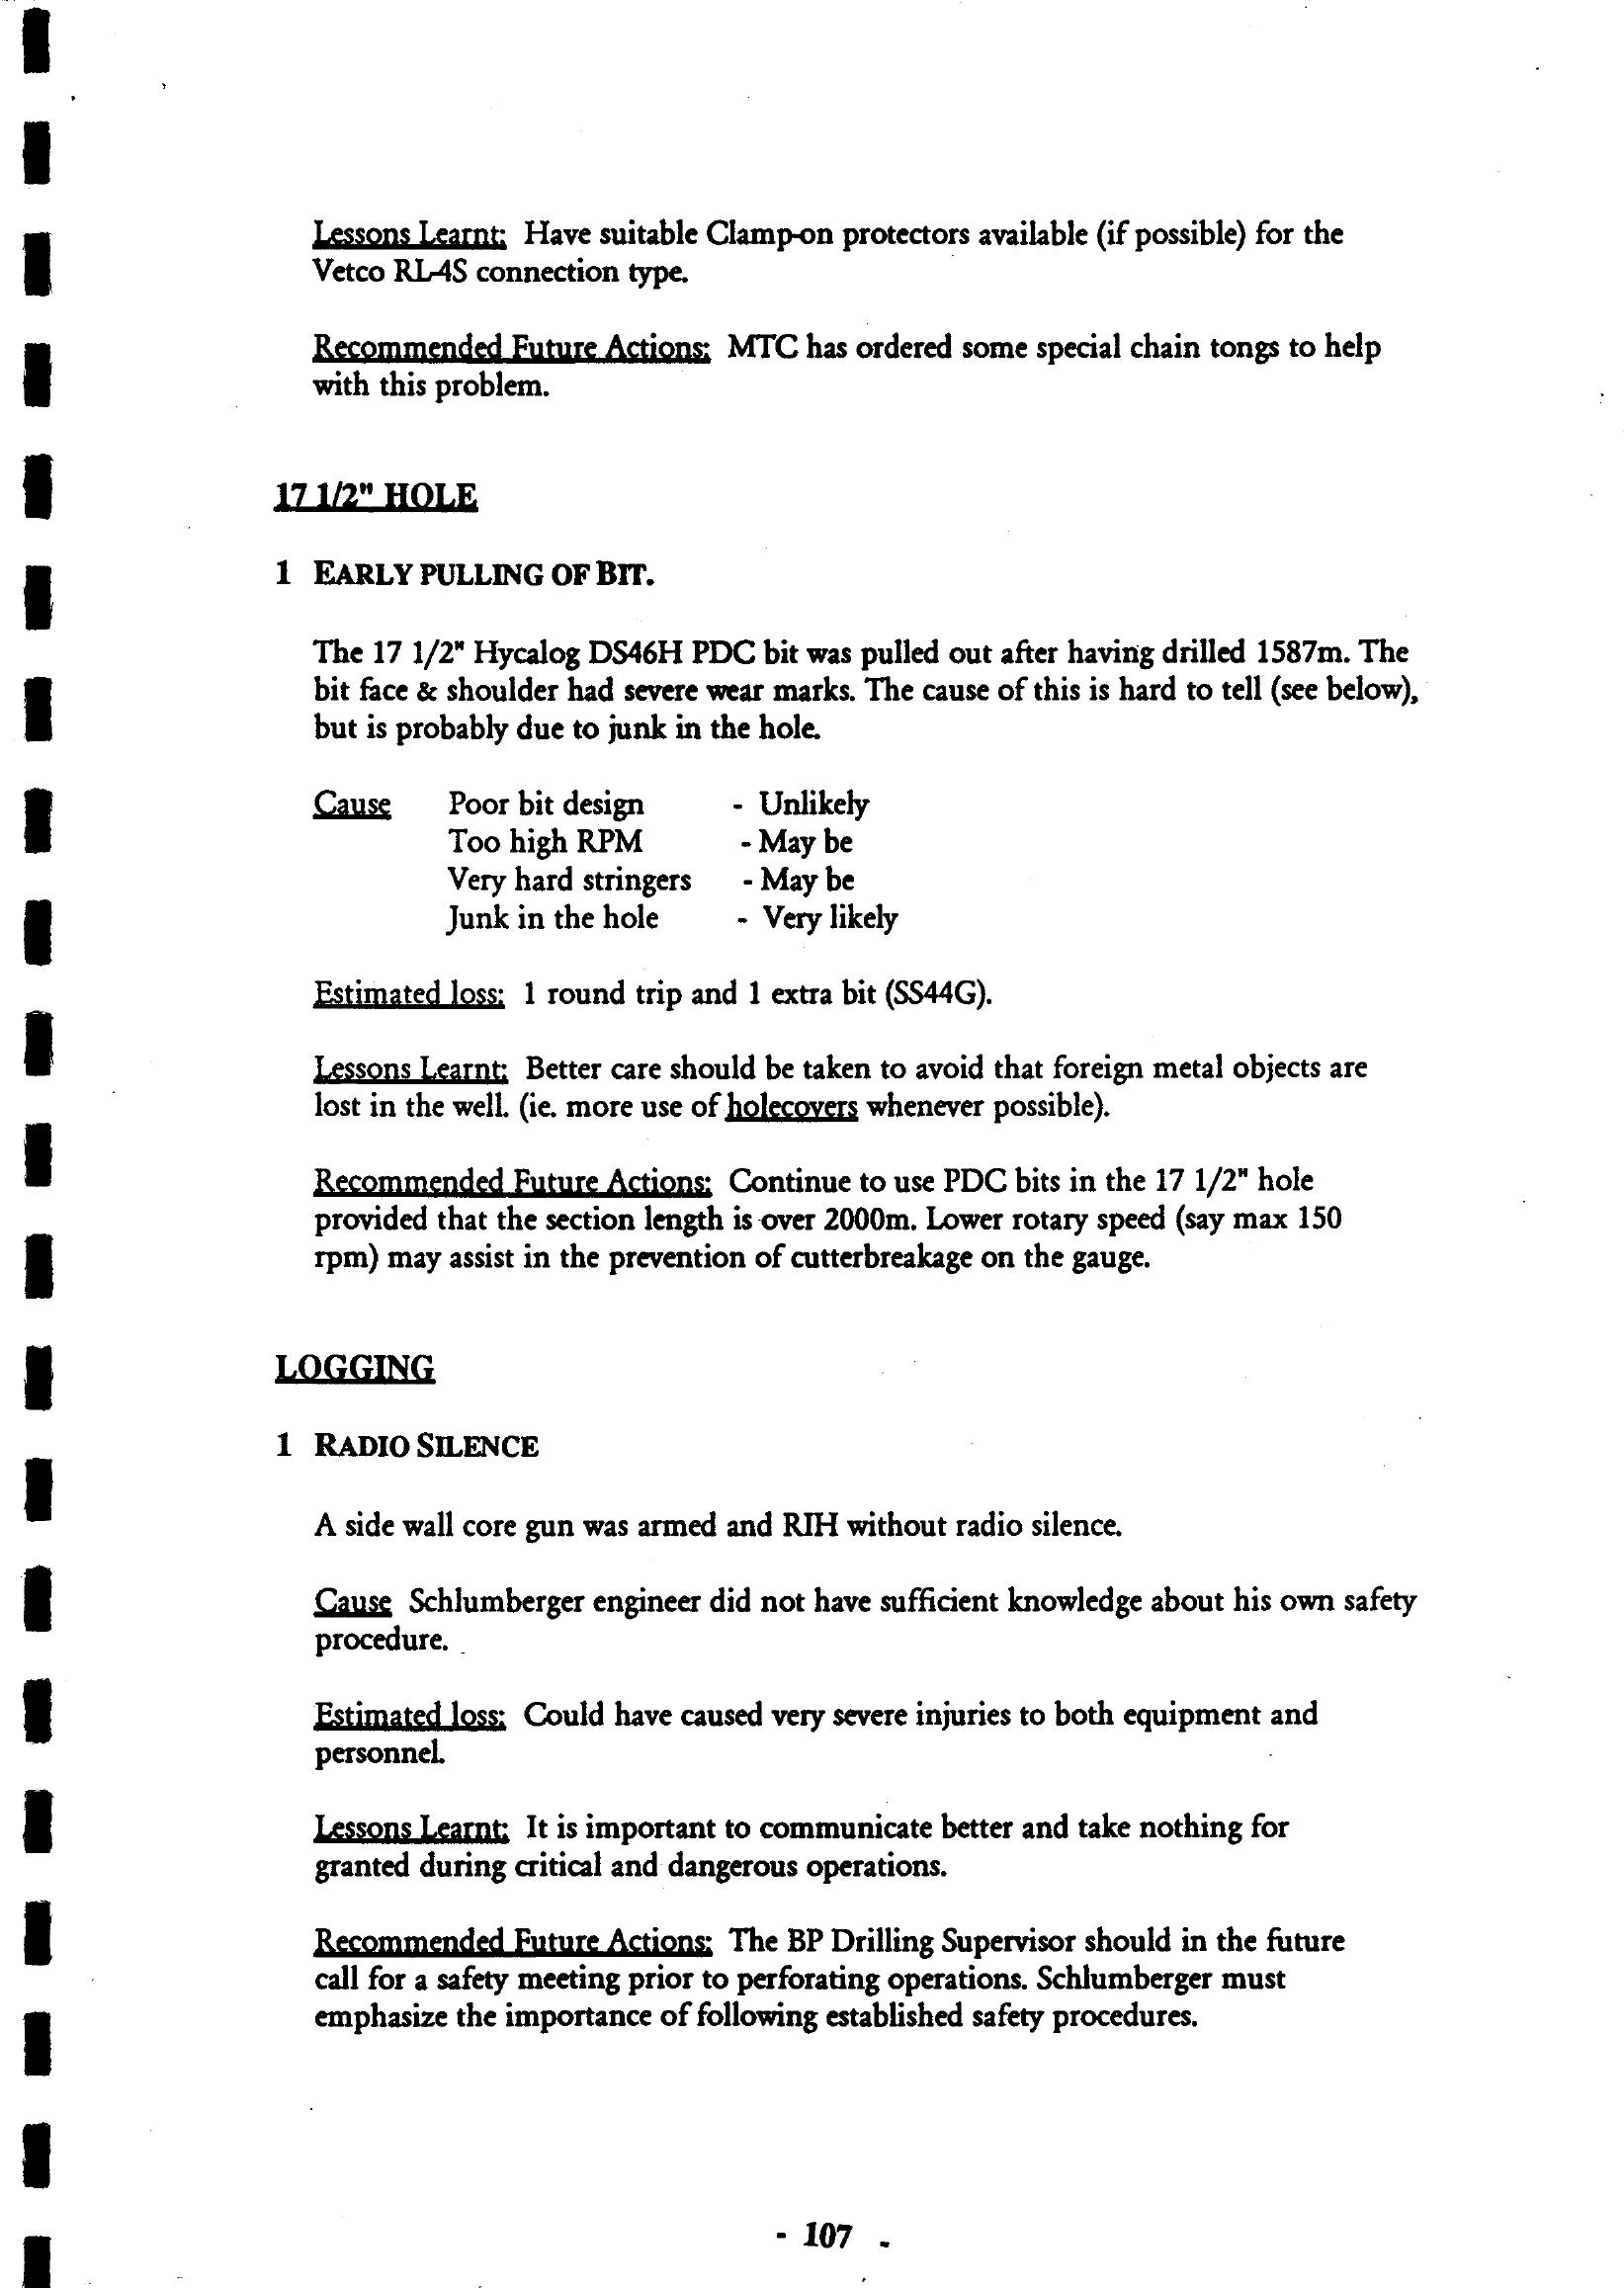 Lessons Learnt: Have suitable Clamp-on protectors available (if possible) for the
Vetco RL-4S connection type.
Recommended Future Actions: MTC has ordered some special chain tongs to help
with this problem.
17 1/2" HOLE
1 EARLY PULLING OF BIT.
The 17 1/2" Hycalog DS46H PDC bit was pulled out after having drilled 1587m. The
bit face & shoulder had severe wear marks. The cause of this is hard to tell (see below),
but is probably due to junk in the hole.
Cause Poor bit design - Unlikely
Too high RPM - May be
Very hard stringers - May be
Junk in the hole - Very likely
Estimated loss: 1 round trip and 1 extra bit (SS44G).
Lessons Learnt: Better care should be taken to avoid that foreign metal objects are
lost in the well. (ie. more use of holecovers whenever possible).
Recommended Future Actions: Continue to use PDC bits in the 17 1/2" hole
provided that the section length is over 2000m. Lower rotary speed (say max 150
rpm) may assist in the prevention of cutterbreakage on the gauge.
LOGGING
1 RADIO SILENCE
A side wall core gun was armed and RIH without radio silence.
Cause Schlumberger engineer did not have sufficient knowledge about his own safety
procedure.
Estimated loss: Could have caused very severe injuries to both equipment and
personnel.
Lessons Learnt: It is important to communicate better and take nothing for
granted during critical and dangerous operations.
Recommended Future Actions: The BP Drilling Supervisor should in the future
call for a safety meeting prior to perforating operations. Schlumberger must
emphasize the importance of following established safety procedures.
- 107 -